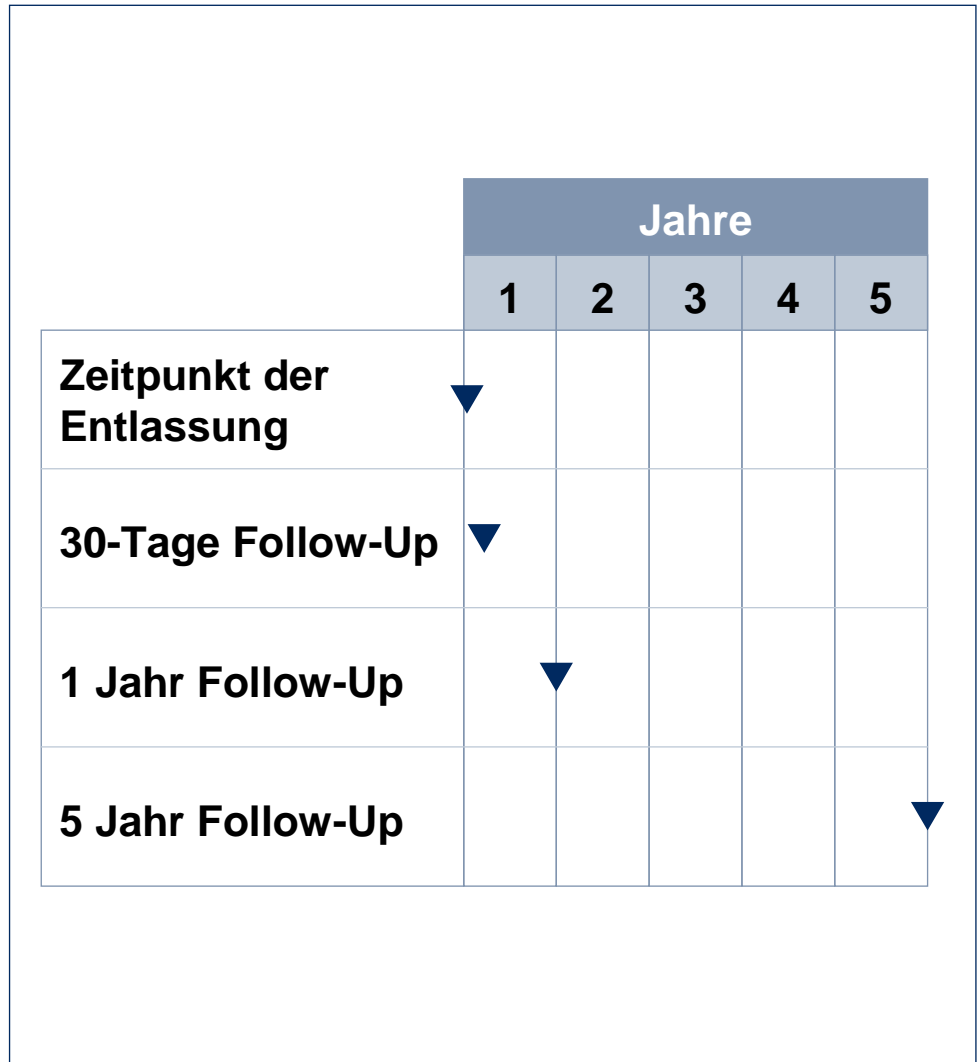 Jahre
1 2 3 4 5
Zeitpunkt der
Entlassung
30-Tage Follow-Up
1 Jahr Follow-Up
5 Jahr Follow-Up